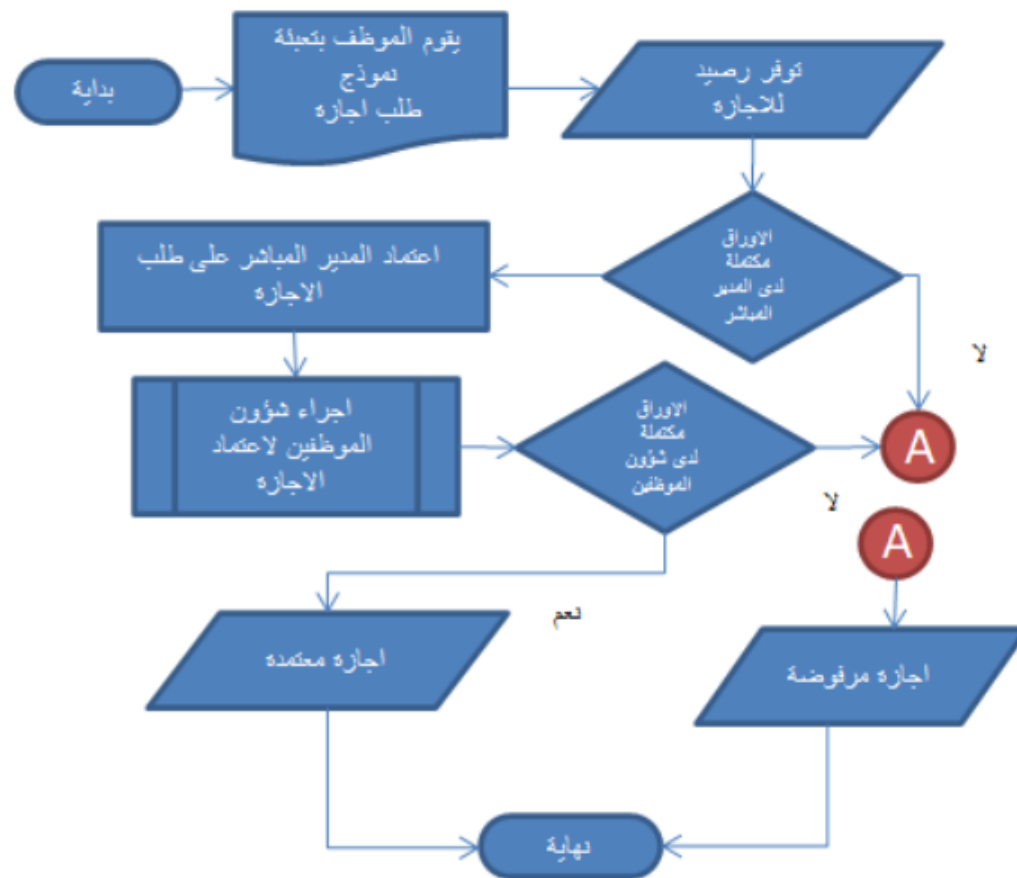 بداية
يقوم الموظف بتعبئة
نموذج
طلب اجازه
توفر رصيد
للاجازه
الاوراق
مكتملة
لدى المدير
المباشر
اعتماد المدير المباشر على طلب
الاجازه
لا
اجراء شؤون
الموظفين لاعتماد
الاجازه
الاوراق
مكتملة
لدى شؤون
الموظفين
A
لا
A
نعم
اجازه معتمده
اجازه مرفوضة
نهاية